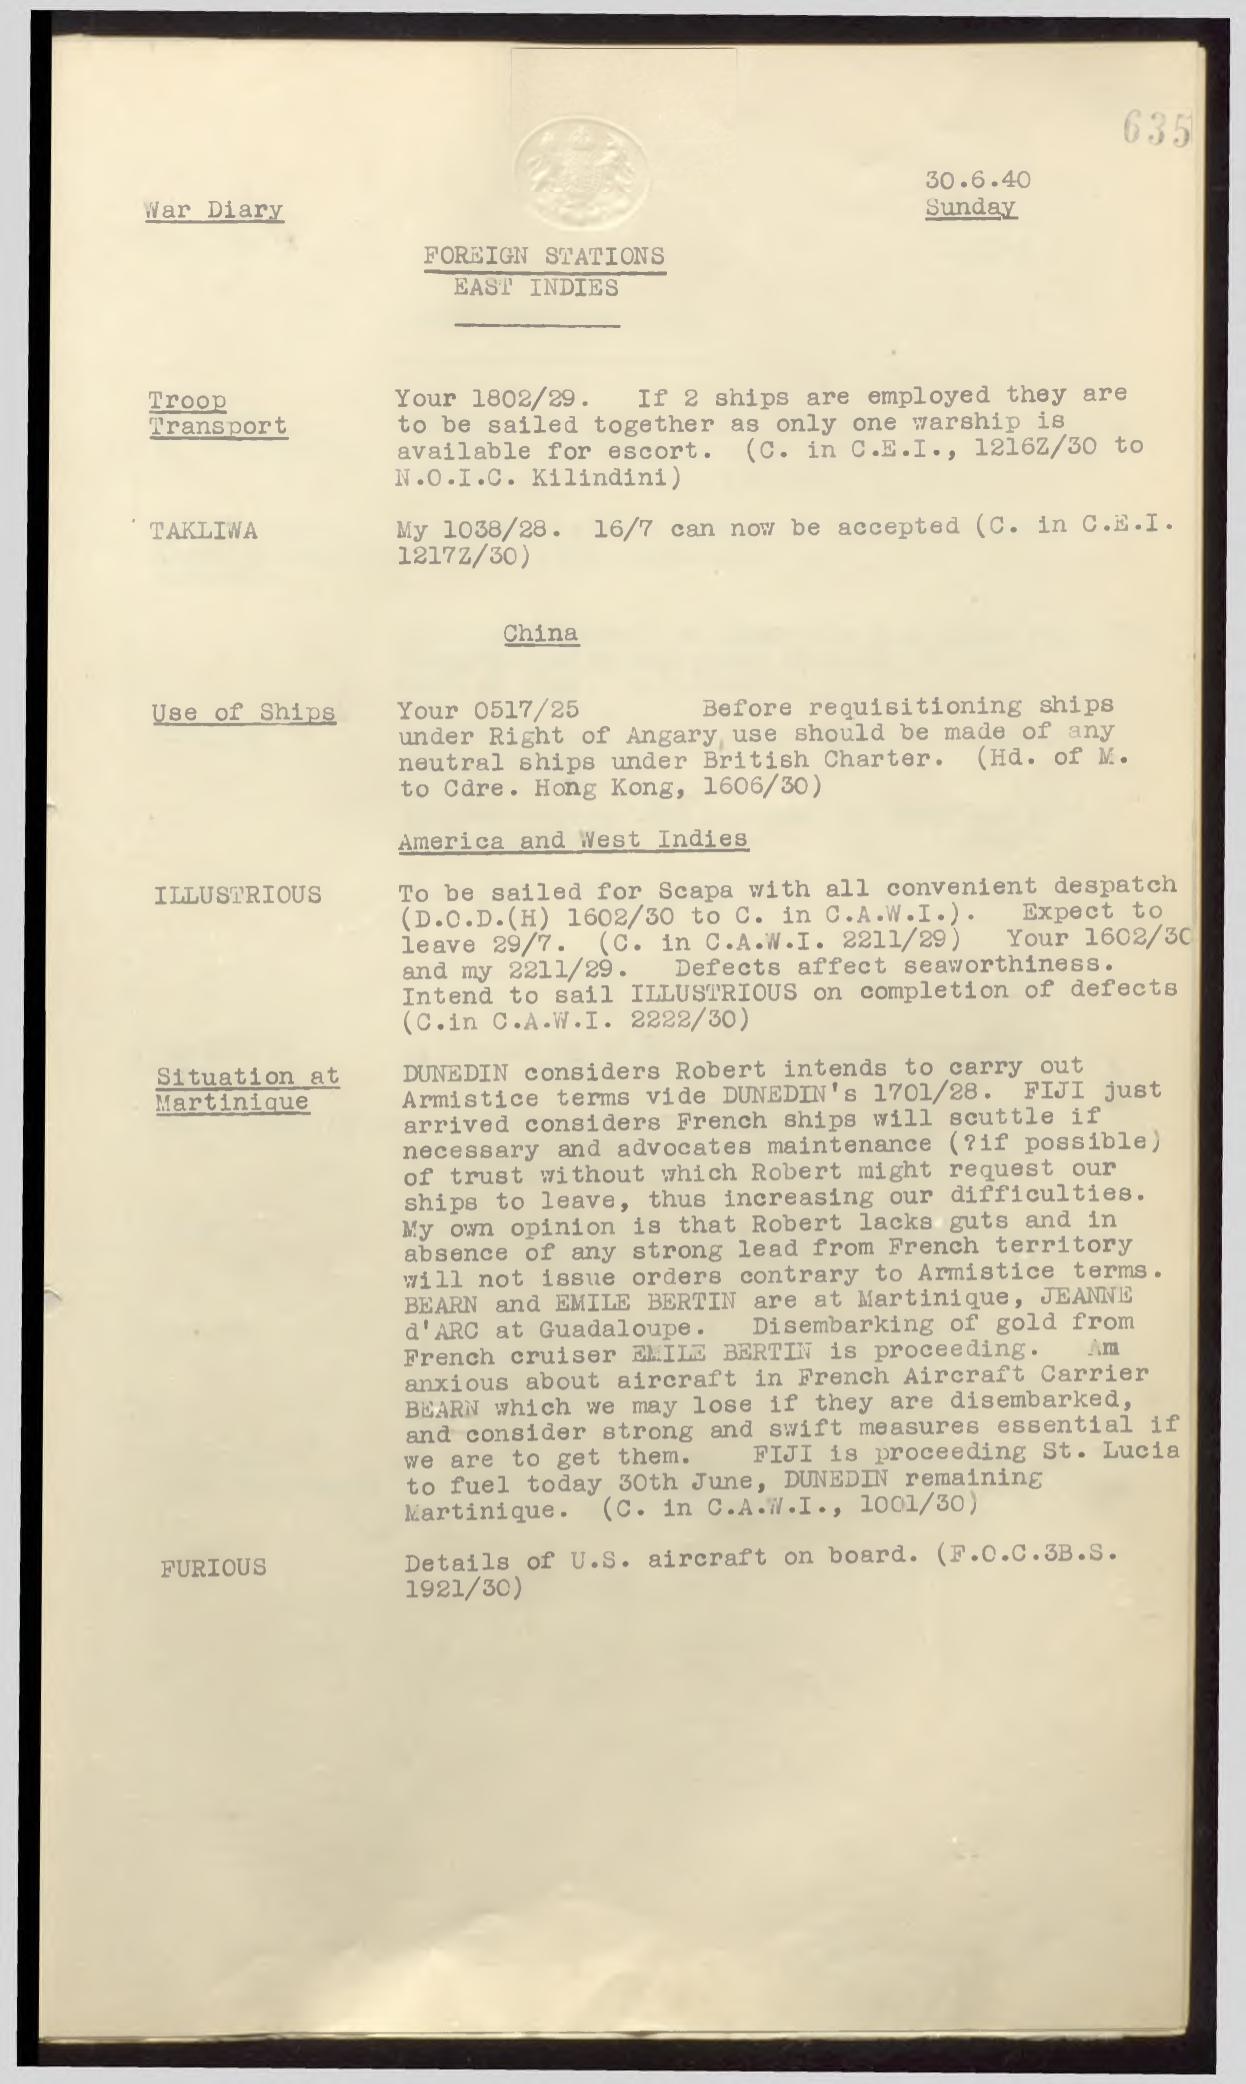 635
30.6.40
War Diary
Sunday
FOREIGN STATIONS
EAST INDIES
Troop
Transport
Your 1802/29. If 2 ships are employed they are
to be sailed together as only one warship is
available for escort. (C. in C.E.I., 1216Z/30 to
N.O.I.C. Kilindini)
TAKLIWA
My 1038/28. 16/7 can now be accepted (C. in C.E.I.
1217Z/30)
China
Use of Ships
Your 0517/25 Before requisitioning ships
under Right of Angary, use should be made of any
neutral ships under British Charter. (Hd. of M.
to Cdre. Hong Kong, 1606/30)
America and West Indies
ILLUSTRIOUS
To be sailed for Scapa with all convenient despatch
(D.O.D.(H) 1602/30 to C. in C.A.W.I.). Expect to
leave 29/7. (C. in C.A.W.I. 2211/29) Your 1602/30
and my 2211/29. Defects affect seaworthiness.
Intend to sail ILLUSTRIOUS on completion of defects
(C.in C.A.W.I. 2222/30)
Situation at
Martinique
DUNEDIN considers Robert intends to carry out
Armistice terms vide DUNEDIN's 1701/28. FIJI just
arrived considers French ships will scuttle if
necessary and advocates maintenance (?if possible)
of trust without which Robert might request our
ships to leave, thus increasing our difficulties.
My own opinion is that Robert lacks guts and in
absence of any strong lead from French territory
will not issue orders contrary to Armistice terms.
BEARN and EMILE BERTIN are at Martinique, JEANNE
d'ARC at Guadaloupe. Disembarking of gold from
French cruiser EMILE BERTIN is proceeding. Am
anxious about aircraft in French Aircraft Carrier
BEARN which we may lose if they are disembarked,
and consider strong and swift measures essential if
we are to get them. FIJI is proceeding St. Lucia
to fuel today 30th June, DUNEDIN remaining
Martinique. (C. in C.A.W.I., 1001/30)
FURIOUS
Details of U.S. aircraft on board. (F.O.C.3B.S.
1921/30)